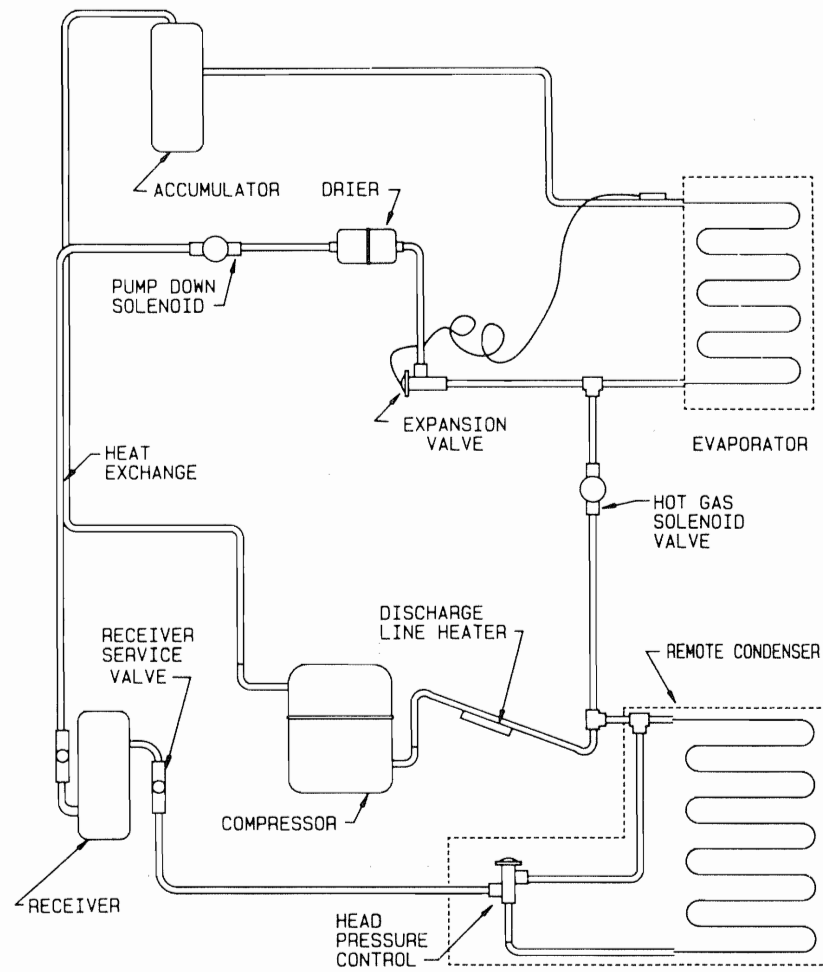 ACCUMULATOR
DRIER
PUMP DOWN
SOLENOID
EXPANSION
VALVE
EVAPORATOR
HEAT
EXCHANGE
HOT GAS
SOLENOID
VALVE
DISCHARGE
LINE HEATER
RECEIVER
SERVICE
VALVE
REMOTE CONDENSER
COMPRESSOR
RECEIVER
HEAD
PRESSURE
CONTROL